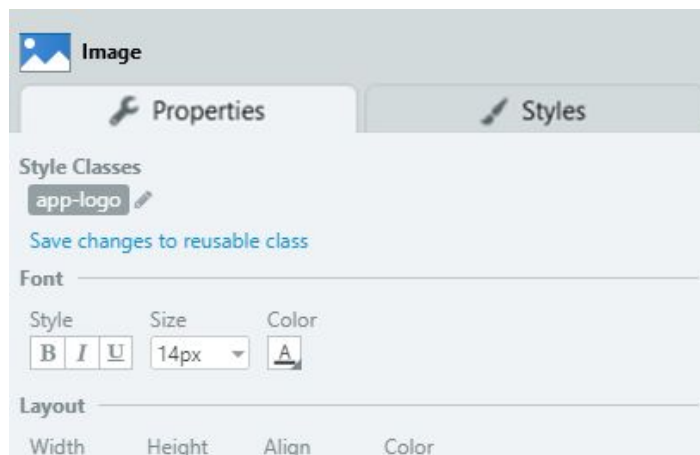 Image
Properties Styles
Style Classes
app-logo
Save changes to reusable class
Font
Style Size Color
B I U 14px A
Layout
Width Height Align Color